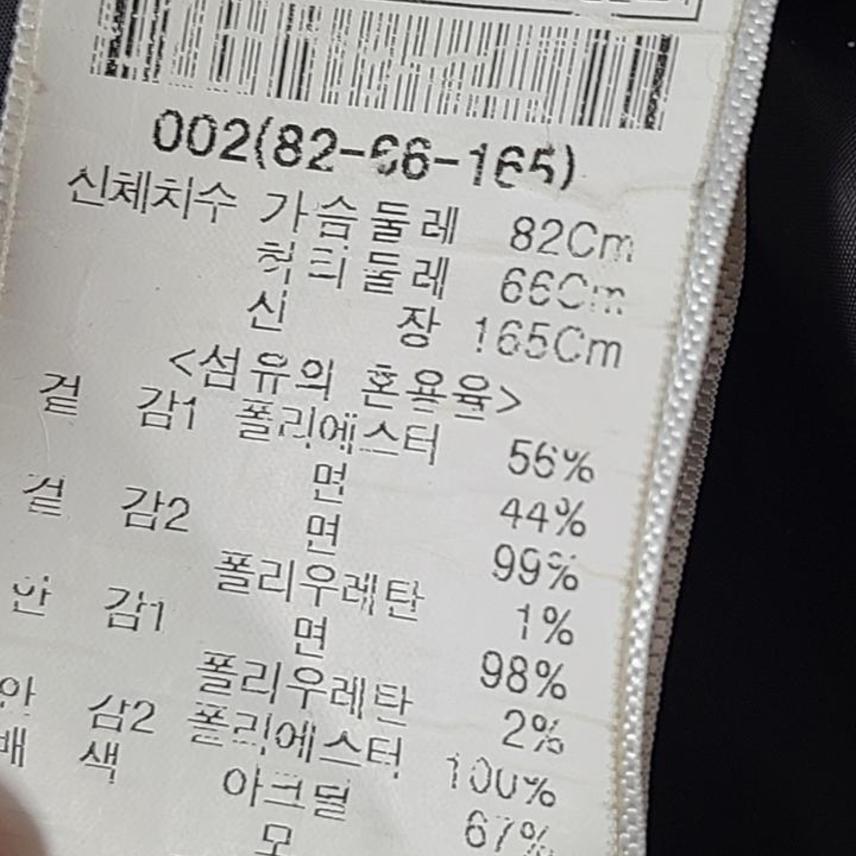 002(82-66-165)
신체치수 가슴둘레 82Cm
허리둘레 66Cm
신 장 165Cm
<섬유의 혼용율>
겉 감1 폴리에스터 56%
면 44%
겉 감2 면 99%
폴리우레탄 1%
안 감1 면 98%
폴리우레탄 2%
안 감2 폴리에스터 100%
배 색 아크릴 67%
모